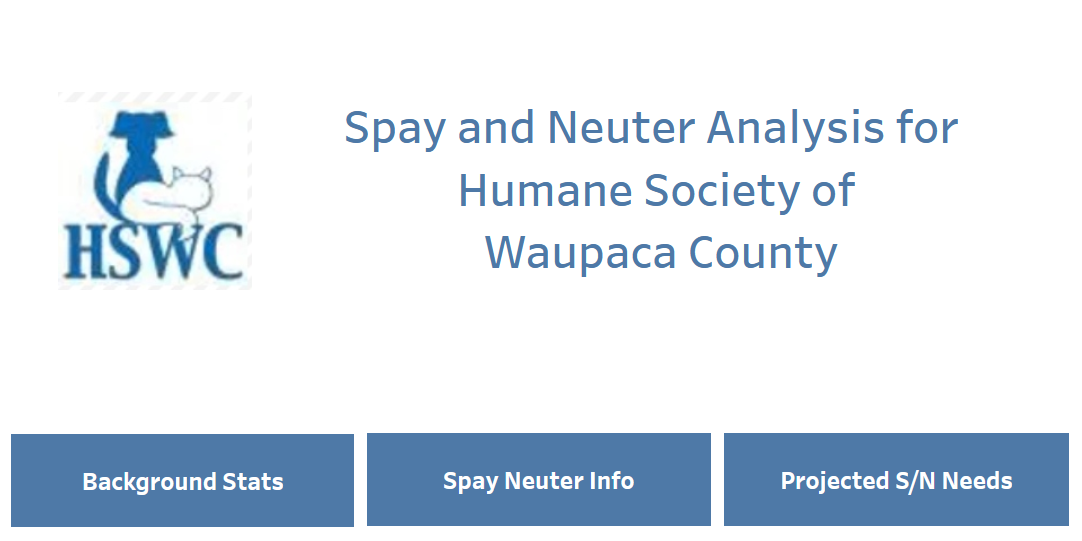 HSWC
Spay and Neuter Analysis for
Humane Society of
Waupaca County
Background Stats
Spay Neuter Info
Projected S/N Needs